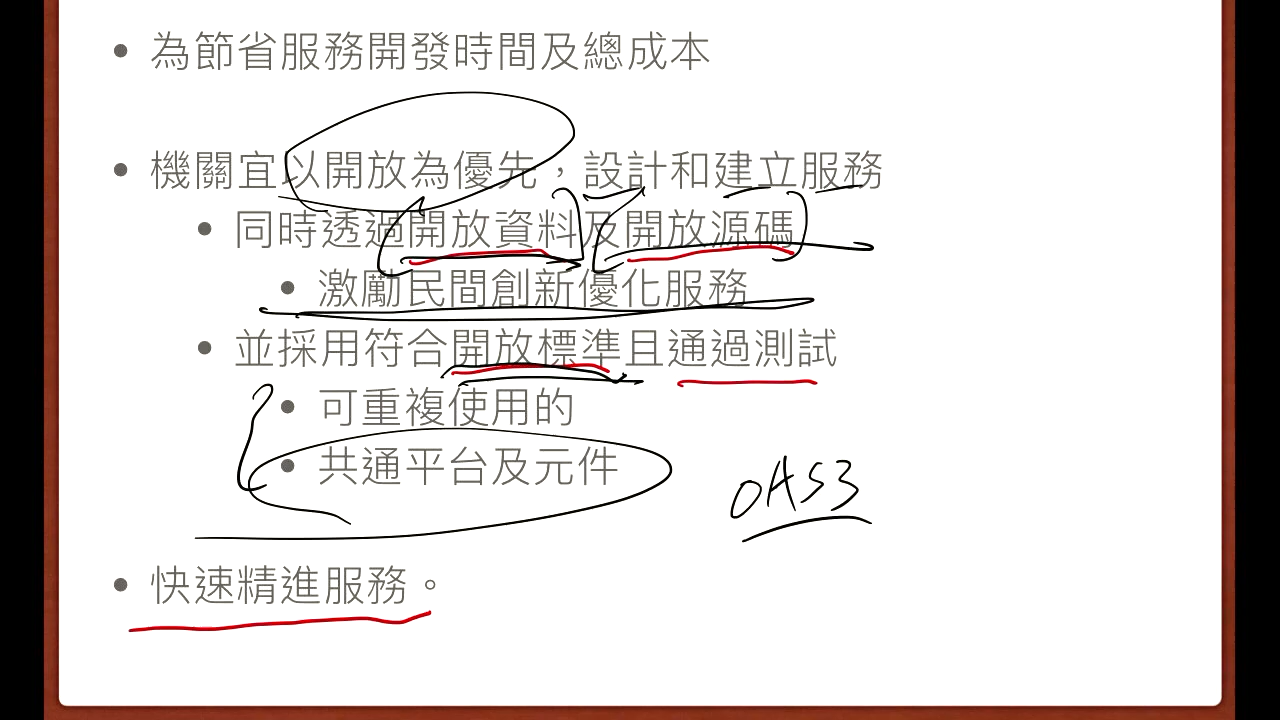 為節省服務開發時間及總成本
機關宜以開放為優先，設計和建立服務
同時透過開放資料及開放源碼
激勵民間創新優化服務
並採用符合開放標準且通過測試
可重複使用的
共通平台及元件
OAS3
快速精進服務。